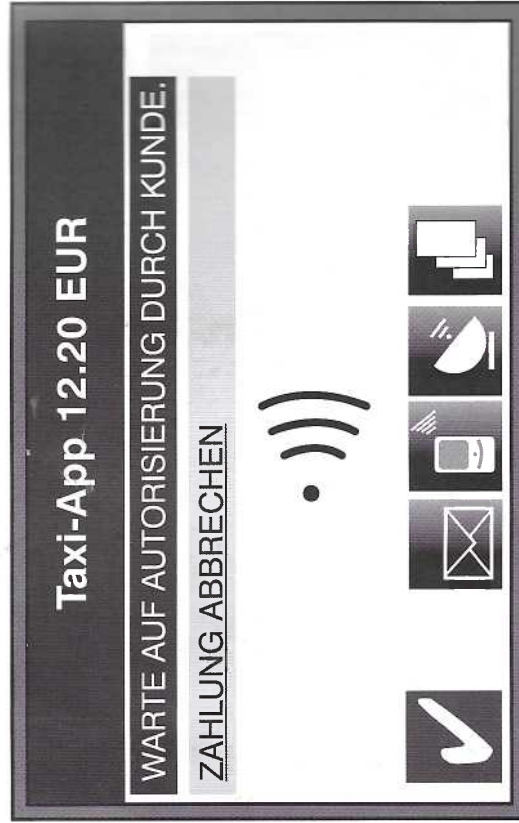 Taxi-App 12.20 EUR
WARTE AUF AUTORISIERUNG DURCH KUNDE.
ZAHLUNG ABBRECHEN